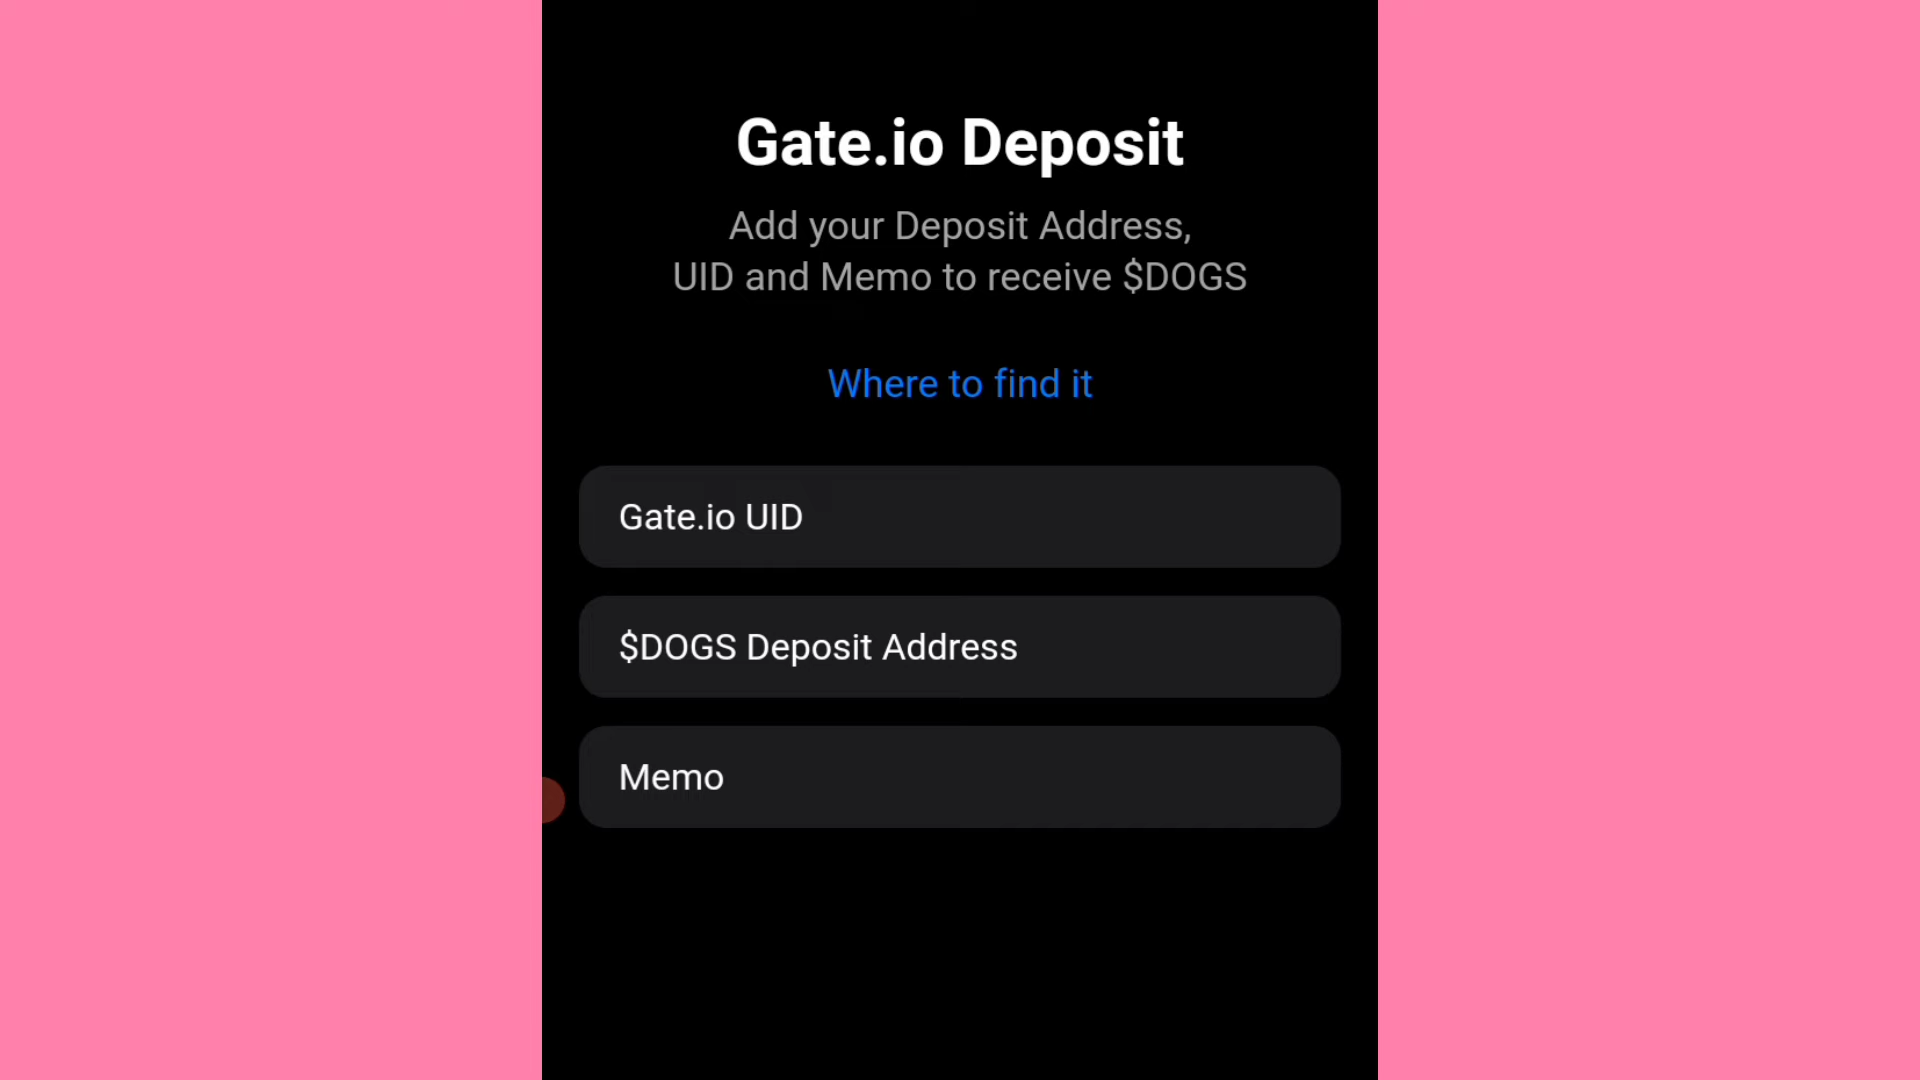 Gate.io Deposit
Add your Deposit Address,
UID and Memo to receive $DOGS
Where to find it
Gate.io UID
$DOGS Deposit Address
Memo